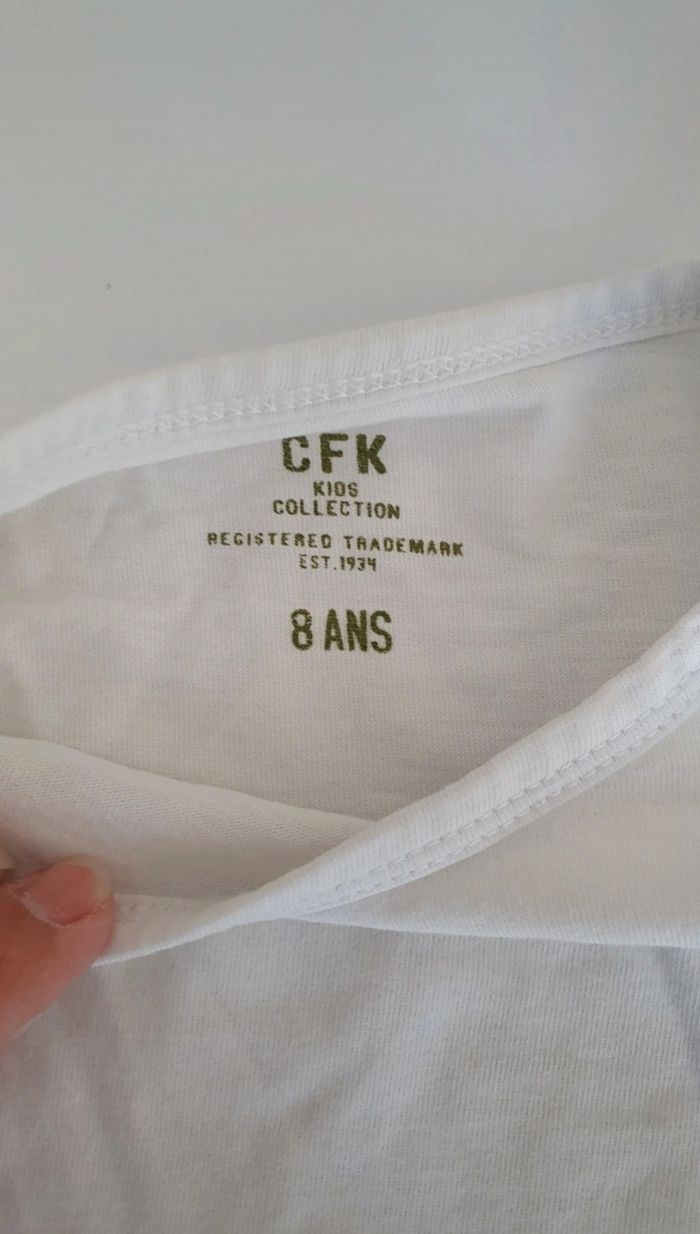 CFK
KIDS
COLLECTION
REGISTERED TRADEMARK
EST.1934
8 ANS